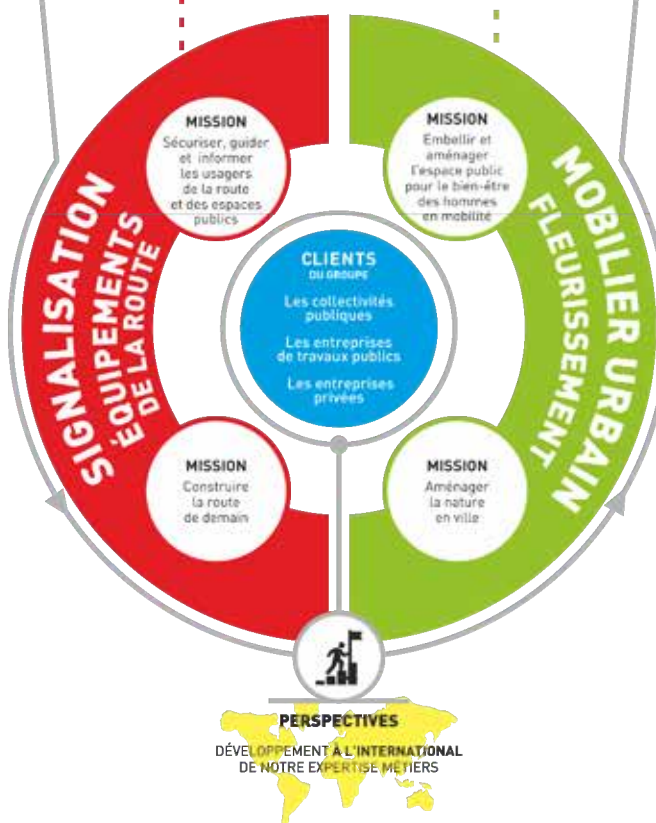 SIGNALISATION
ÉQUIPEMENTS
DE LA ROUTE
MISSION
Sécuriser, guider
et informer
les usagers
de la route
et des espaces
publics
MISSION
Construire
la route
de demain
CLIENTS
DU GROUPE
Les collectivités
publiques
Les entreprises
de travaux publics
Les entreprises
privées
MISSION
Embellir et
aménager
l'espace public
pour le bien-être
des hommes
en mobilité
MISSION
Aménager
la nature
en ville
MOBILIER URBAIN
FLEURISSEMENT
PERSPECTIVES
DÉVELOPPEMENT À L'INTERNATIONAL
DE NOTRE EXPERTISE MÉTIERS